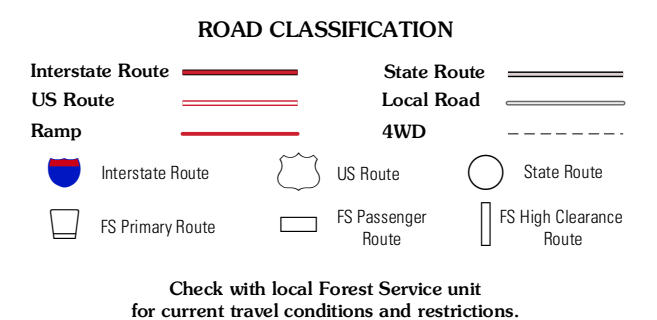 ROAD CLASSIFICATION
Interstate Route
State Route
US Route
Local Road
Ramp
4WD
Interstate Route
US Route
State Route
FS Primary Route
FS Passenger
Route
FS High Clearance
Route
Check with local Forest Service unit
for current travel conditions and restrictions.